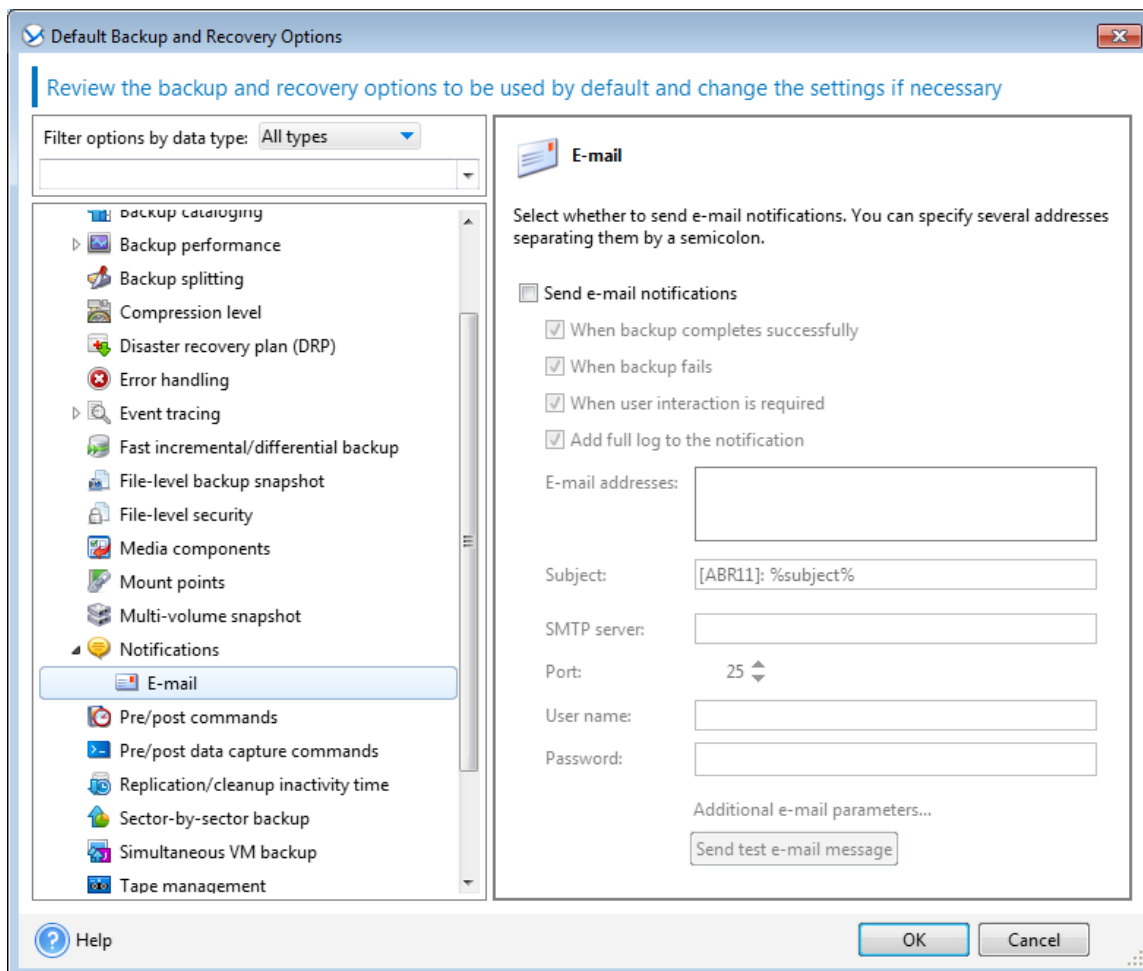 Default Backup and Recovery Options
Review the backup and recovery options to be used by default and change the settings if necessary
Filter options by data type: All types
Backup cataloging
Backup performance
Backup splitting
Compression level
Disaster recovery plan (DRP)
Error handling
Event tracing
Fast incremental/differential backup
File-level backup snapshot
File-level security
Media components
Mount points
Multi-volume snapshot
Notifications
E-mail
Pre/post commands
Pre/post data capture commands
Replication/cleanup inactivity time
Sector-by-sector backup
Simultaneous VM backup
Tape management
E-mail
Select whether to send e-mail notifications. You can specify several addresses
separating them by a semicolon.
Send e-mail notifications
When backup completes successfully
When backup fails
When user interaction is required
Add full log to the notification
E-mail addresses:
Subject: [ABR11]: %subject%
SMTP server:
Port: 25
User name:
Password:
Additional e-mail parameters...
Send test e-mail message
Help
OK
Cancel